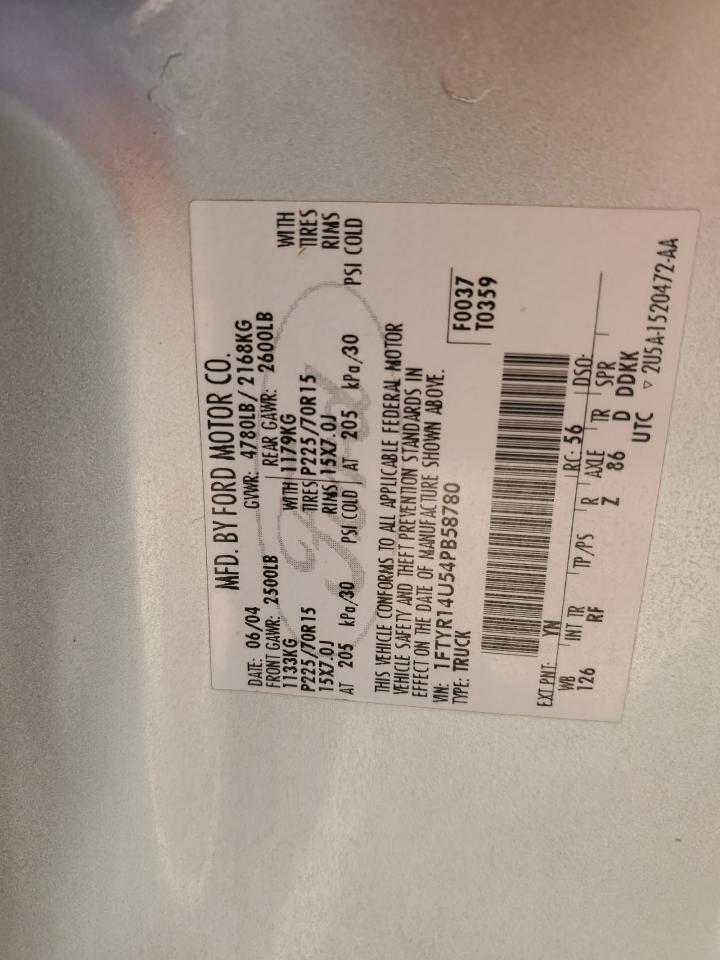 MFD. BY FORD MOTOR CO.
DATE: 06/04 GVWR: 4780LB / 2168KG
FRONT GAWR: 2500LB REAR GAWR: 2600LB
1133KG WITH 1179KG WITH
P225/70R15 TIRES P225/70R15 TIRES
15X7.0J RIMS 15X7.0J RIMS
AT 205 kPa/30 PSI COLD AT 205 kPa/30 PSI COLD
THIS VEHICLE CONFORMS TO ALL APPLICABLE FEDERAL MOTOR
VEHICLE SAFETY AND THEFT PREVENTION STANDARDS IN
EFFECT ON THE DATE OF MANUFACTURE SHOWN ABOVE.
VIN: 1FTYR14U54PB58780
TYPE: TRUCK
F0037
T0359
EXT PNT: YN RC: 56 DSO:
WB INT TR TP/PS R AXLE TR SPR
126 RF Z 86 D DDKK
UTC ▽ 2U5A-1520472-AA
Ford